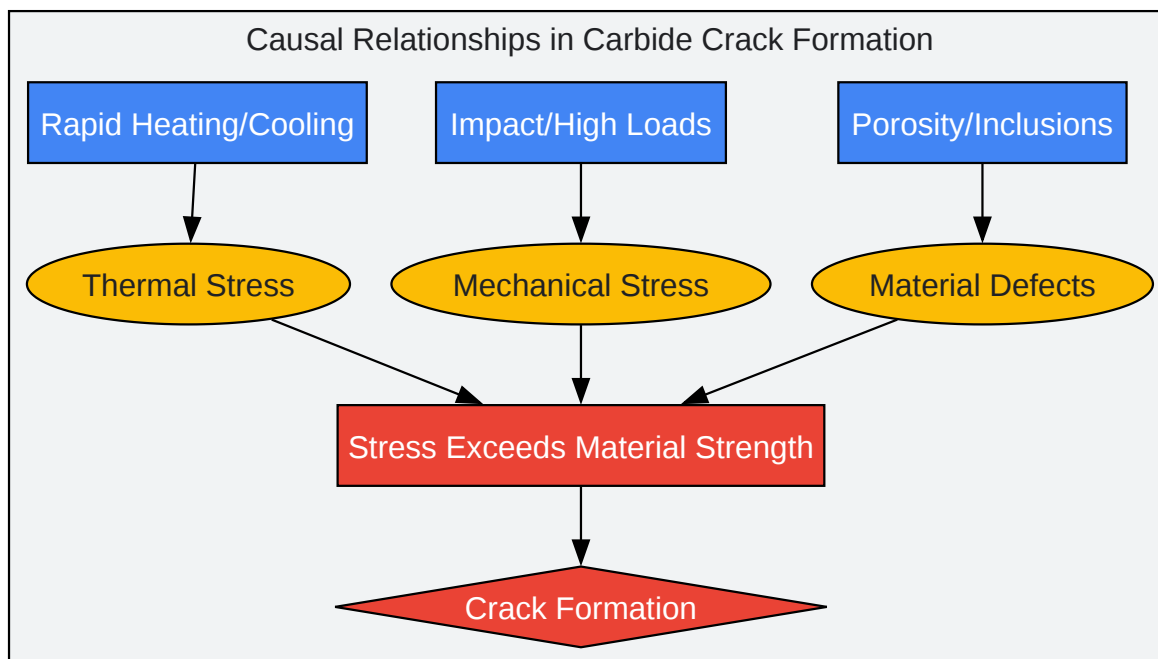 Causal Relationships in Carbide Crack Formation
Rapid Heating/Cooling
Impact/High Loads
Porosity/Inclusions
Thermal Stress
Mechanical Stress
Material Defects
Stress Exceeds Material Strength
Crack Formation